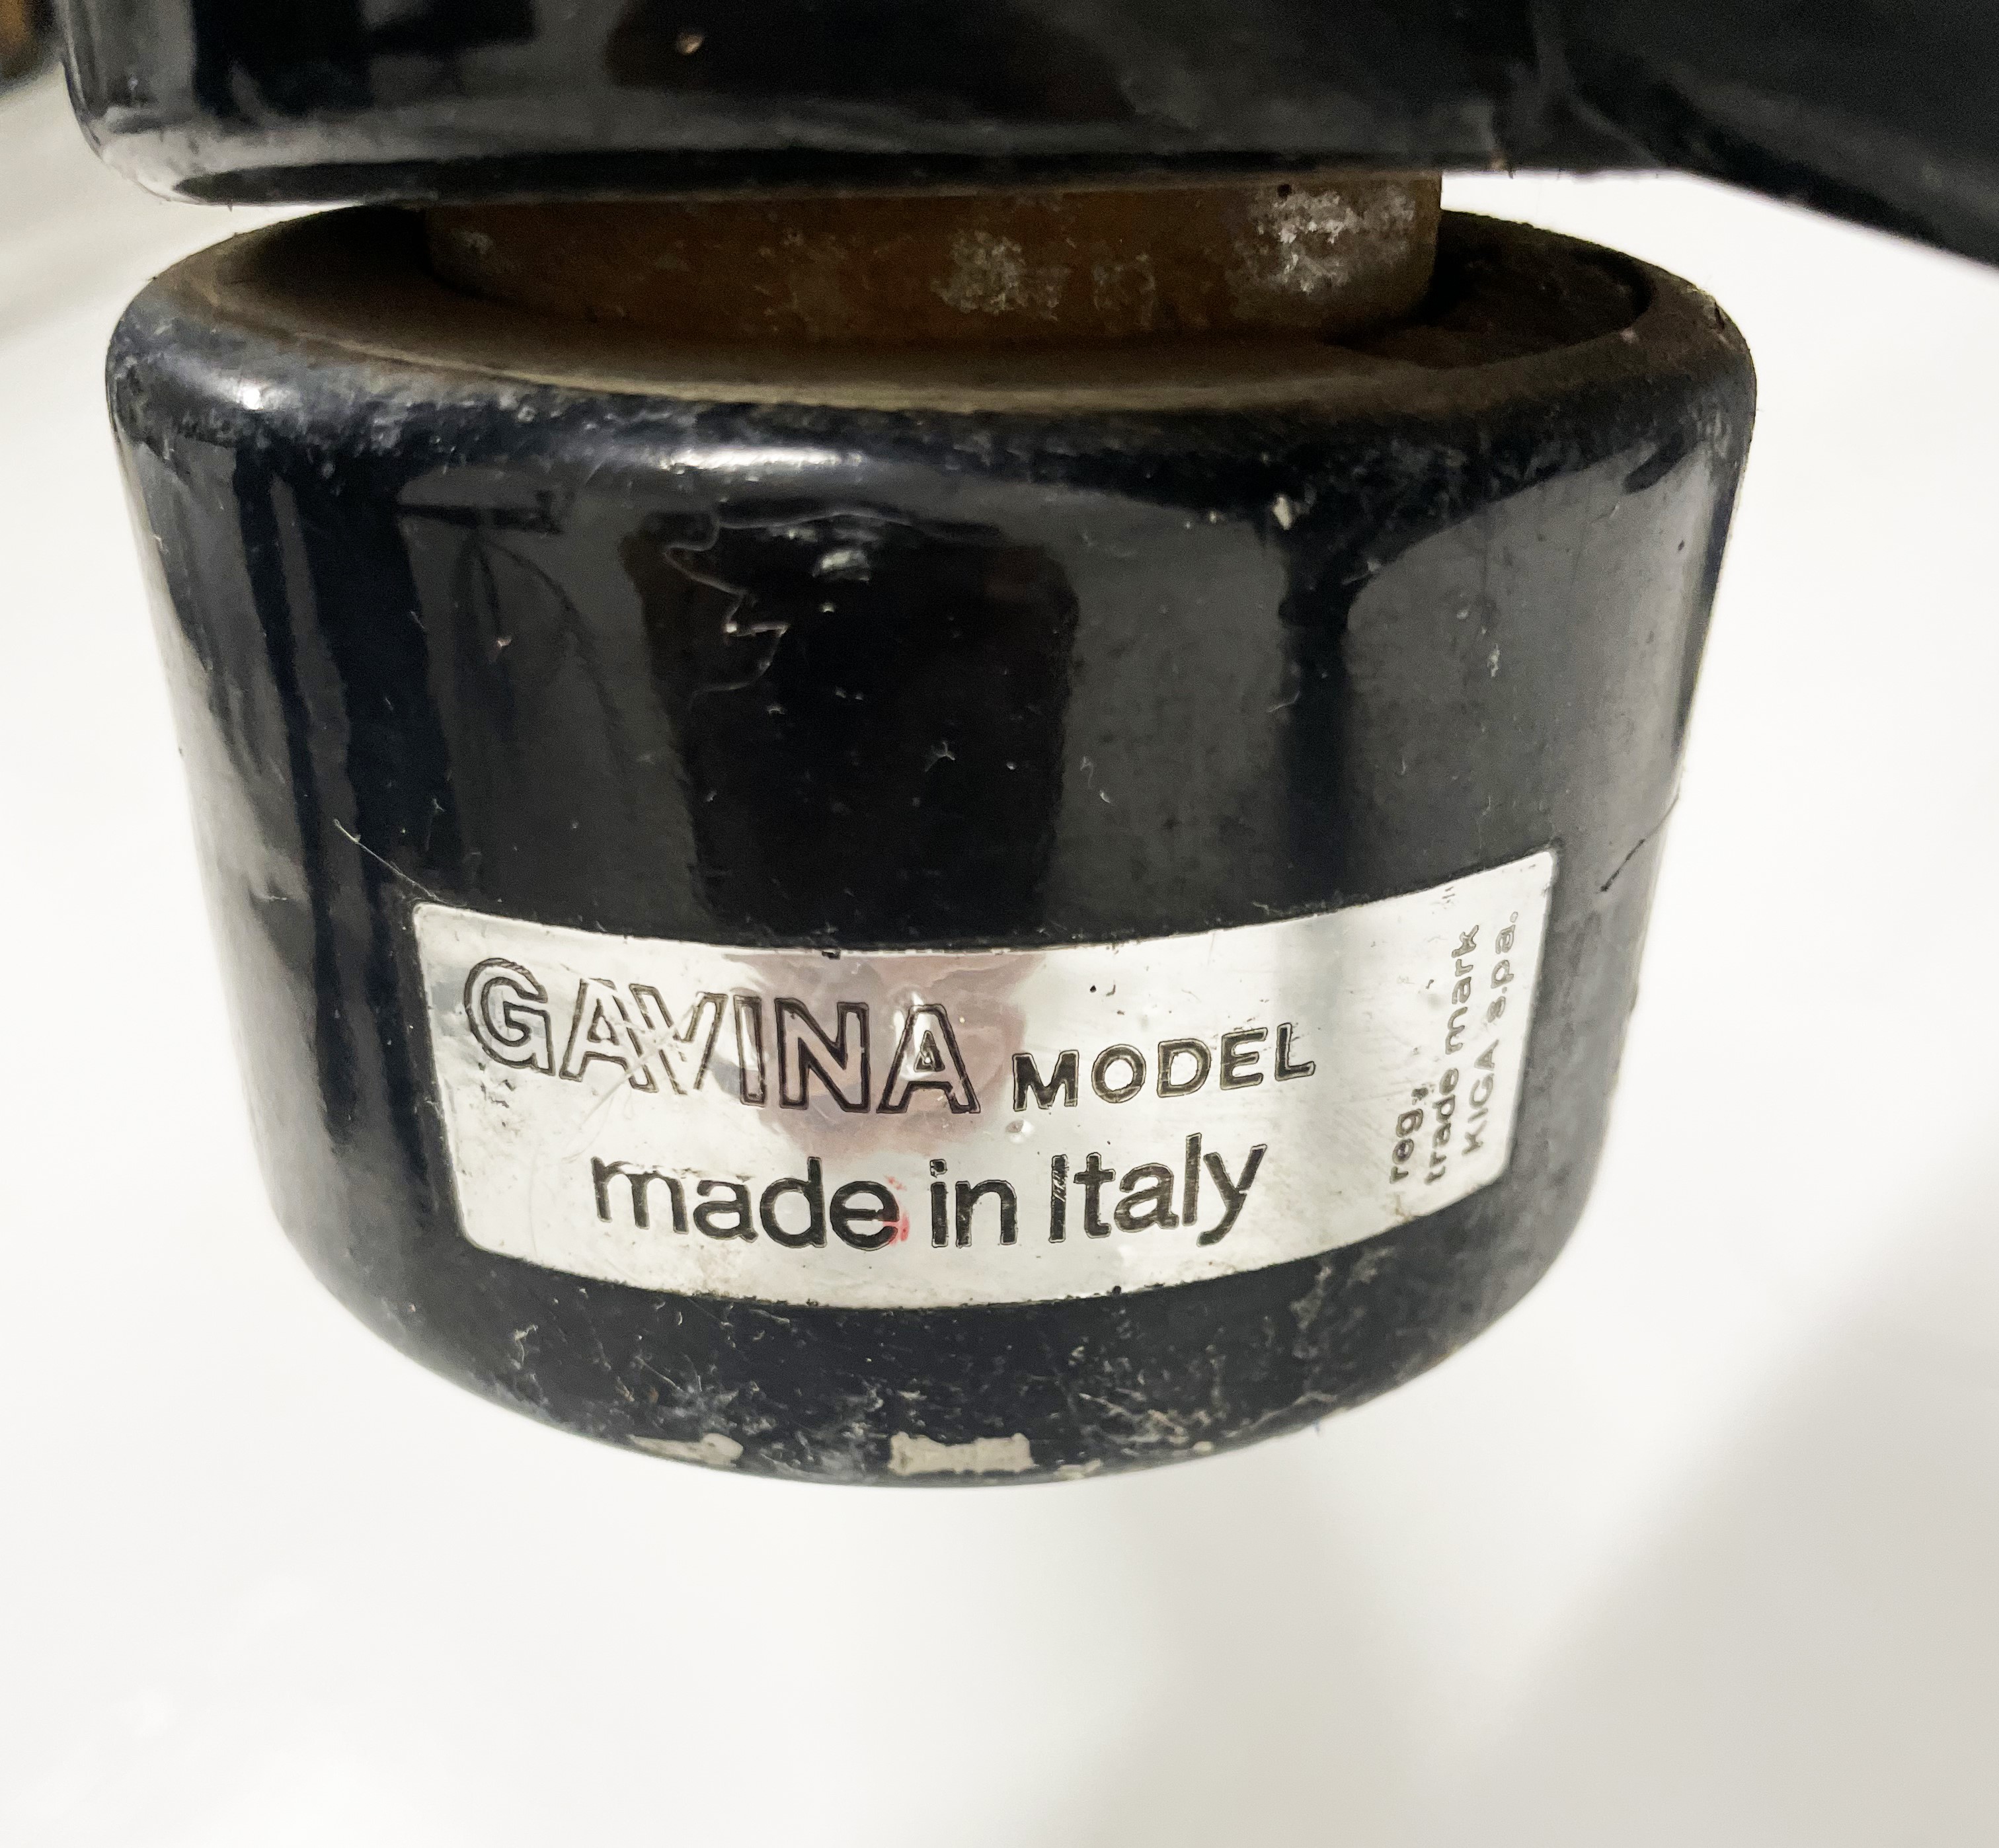 GAVINA MODEL
made in Italy
reg.
trade mark
KIGA s.p.a.